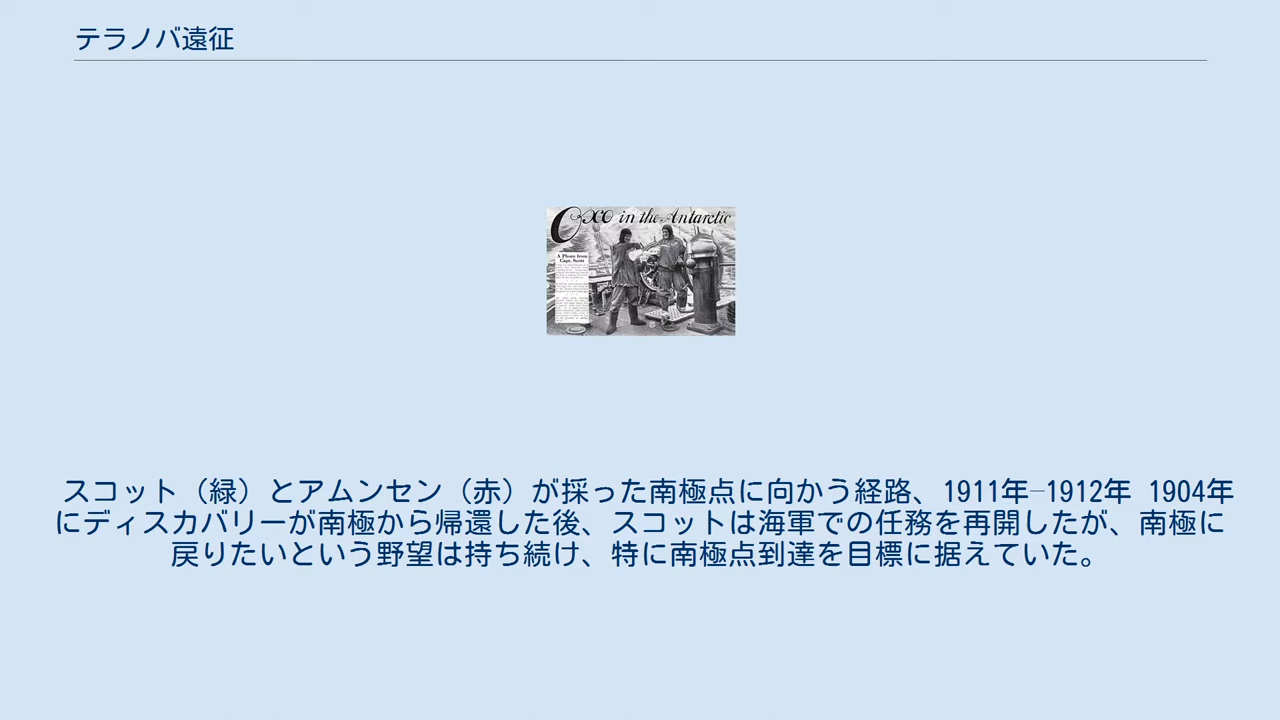 テラノバ遠征
Oxo in the Antarctic
A Photo from
Capt. Scott
スコット（緑）とアムンセン（赤）が採った南極点に向かう経路、1911年–1912年 1904年
にディスカバリーが南極から帰還した後、スコットは海軍での任務を再開したが、南極に
戻りたいという野望は持ち続け、特に南極点到達を目標に据えていた。